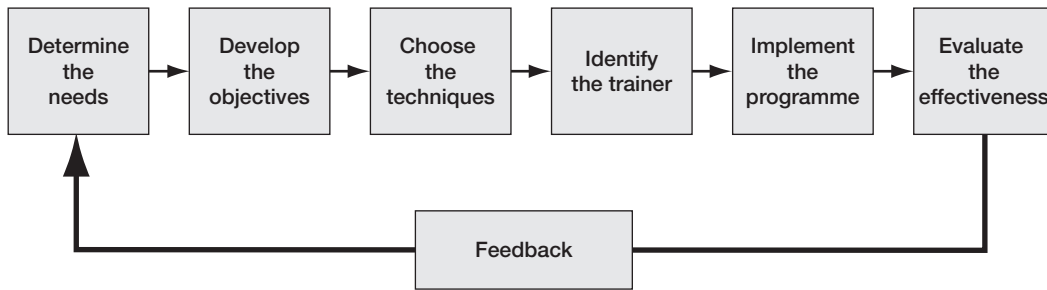 Determine
the
needs
Develop
the
objectives
Choose
the
techniques
Identify
the trainer
Implement
the
programme
Evaluate
the
effectiveness
Feedback